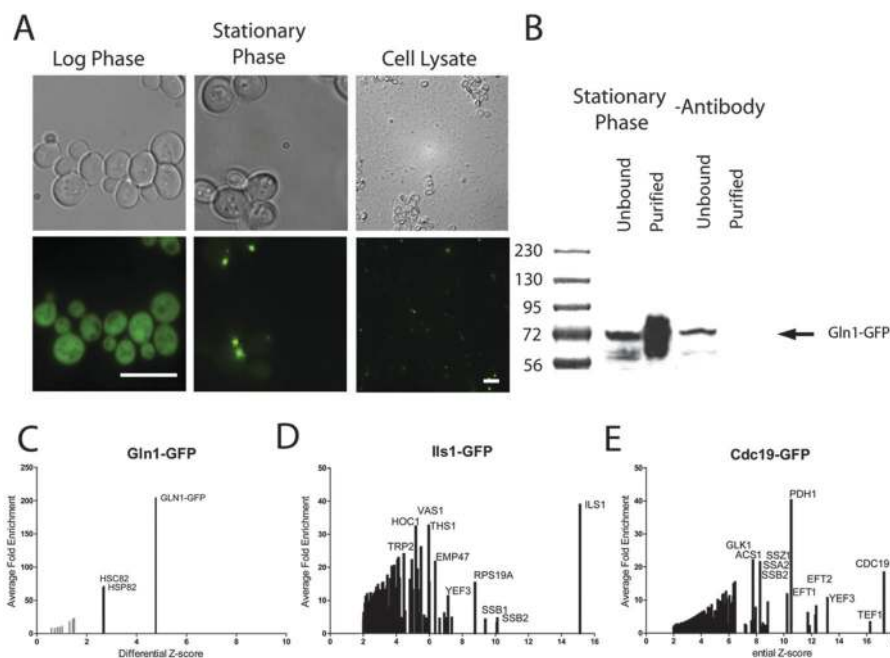 A
B
Log Phase
Stationary
Phase
Cell Lysate
Stationary
Phase
-Antibody
Unbound
Purified
Unbound
Purified
230
130
95
72
56
Gln1-GFP
C
D
E
Gln1-GFP
Ils1-GFP
Cdc19-GFP
Average Fold Enrichment
250
200
150
100
50
0
GLN1-GFP
HSC82
HSP82
0 2 4 6 8 10
Differential Z-score
Average Fold Enrichment
50
40
30
20
10
0
VAS1
HOC1
THS1
TRP2
EMP47
YEF3
RPS19A
SSB1
SSB2
ILS1
0 2 4 6 8 10 12 14 16
Average Fold Enrichment
50
40
30
20
10
0
PDH1
GLK1
ACS1
SSZ1
SSA2
SSB2
EFT2
EFT1
YEF3
CDC19
TEF1
0 2 4 6 8 10 12 14 16
ential Z-score